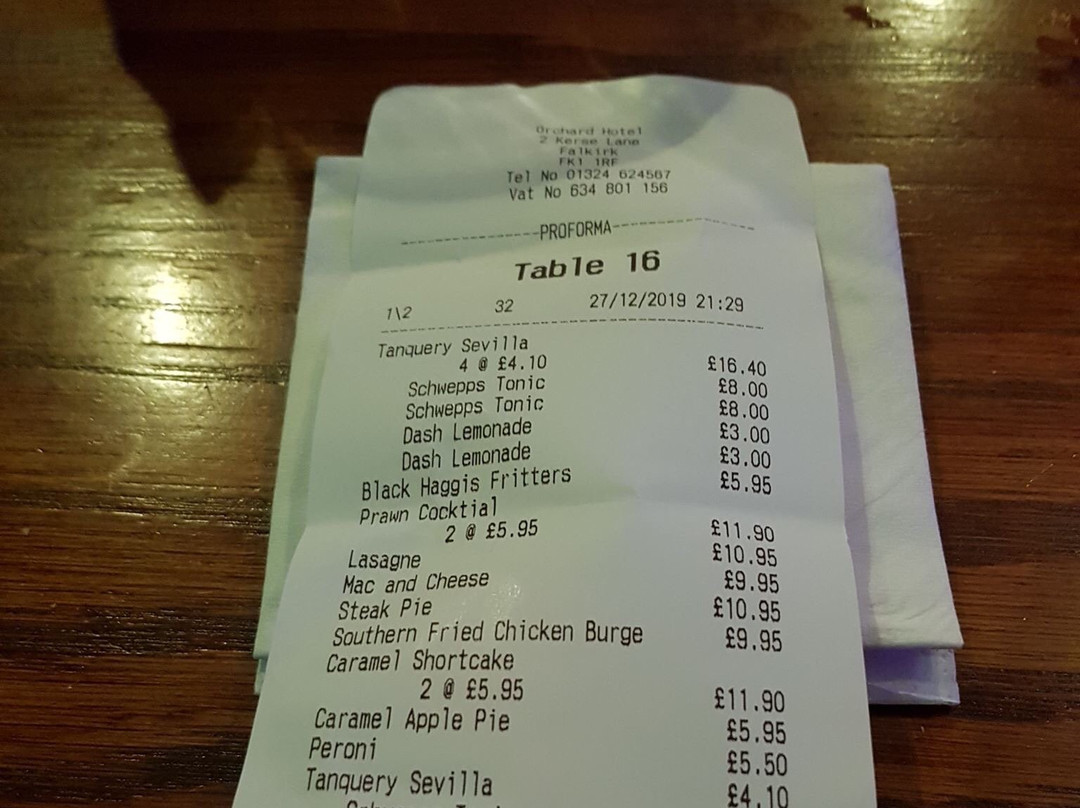 Orchard Hotel
2 Kerse Lane
Falkirk
FK1 1RF
Tel No 01324 624567
Vat No 634 801 156
--------------PROFORMA--------------
Table 16
1\2 32 27/12/2019 21:29
Tanquery Sevilla
4 @ £4.10 £16.40
Schwepps Tonic £8.00
Schwepps Tonic £8.00
Dash Lemonade £3.00
Dash Lemonade £3.00
Black Haggis Fritters £5.95
Prawn Cocktial
2 @ £5.95 £11.90
Lasagne £10.95
Mac and Cheese £9.95
Steak Pie £10.95
Southern Fried Chicken Burge £9.95
Caramel Shortcake
2 @ £5.95 £11.90
Caramel Apple Pie £5.95
Peroni £5.50
Tanquery Sevilla £4.10